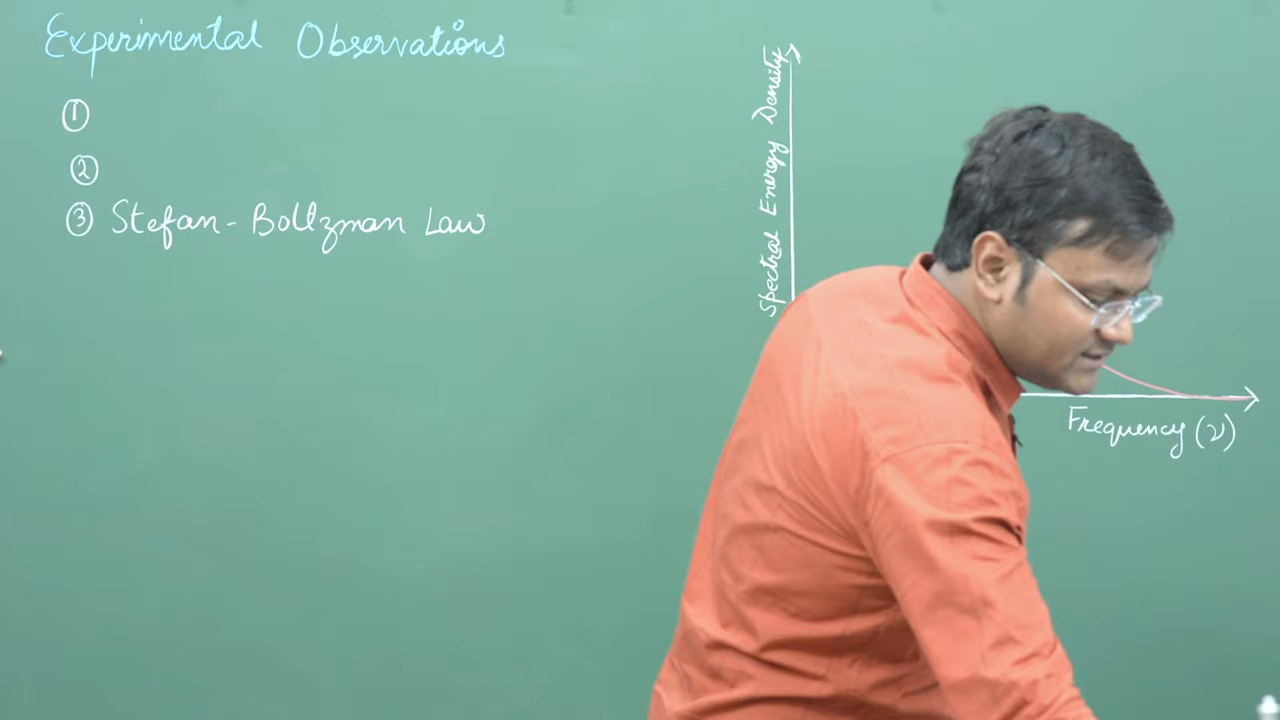 Experimental Observations
①
②
③ Stefan-Boltzman Law
Spectral Energy Density
Frequency (ν)